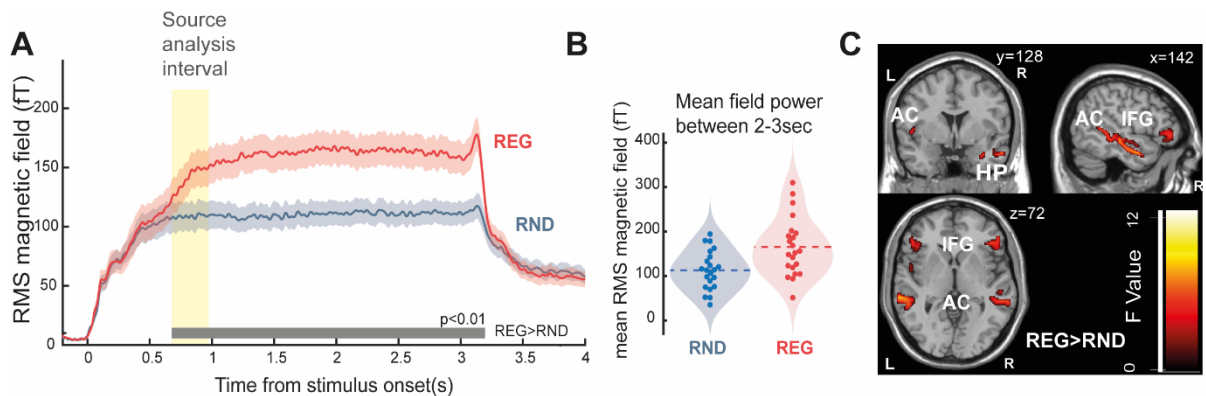 A
Source
analysis
interval
RMS magnetic field (fT)
200
150
100
50
0
REG
RND
p<0.01
REG>RND
0
0.5
1
1.5
2
2.5
3
3.5
4
Time from stimulus onset(s)
B
Mean field power
between 2-3sec
mean RMS magnetic field (fT)
400
300
200
100
0
RND
REG
C
L
y=128
R
AC
HP
x=142
AC
IFG
R
z=72
IFG
AC
L
R
REG>RND
F Value
12
0